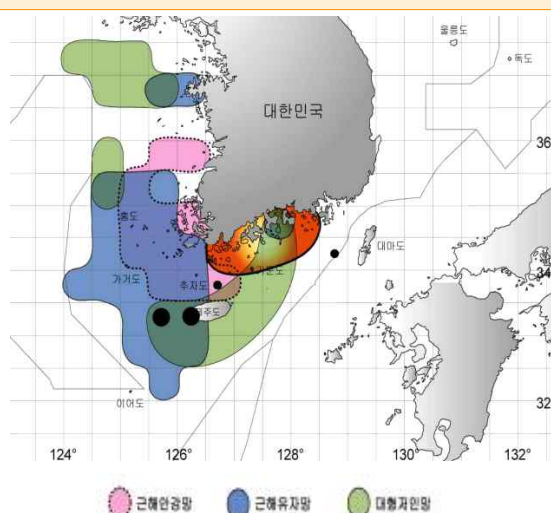 울릉도
독도
대한민국
36
홍도
대마도
가거도
추자도
34
제주도
이어도
32
124° 126° 128° 130° 132°
근해안강망 근해유자망 대형저인망